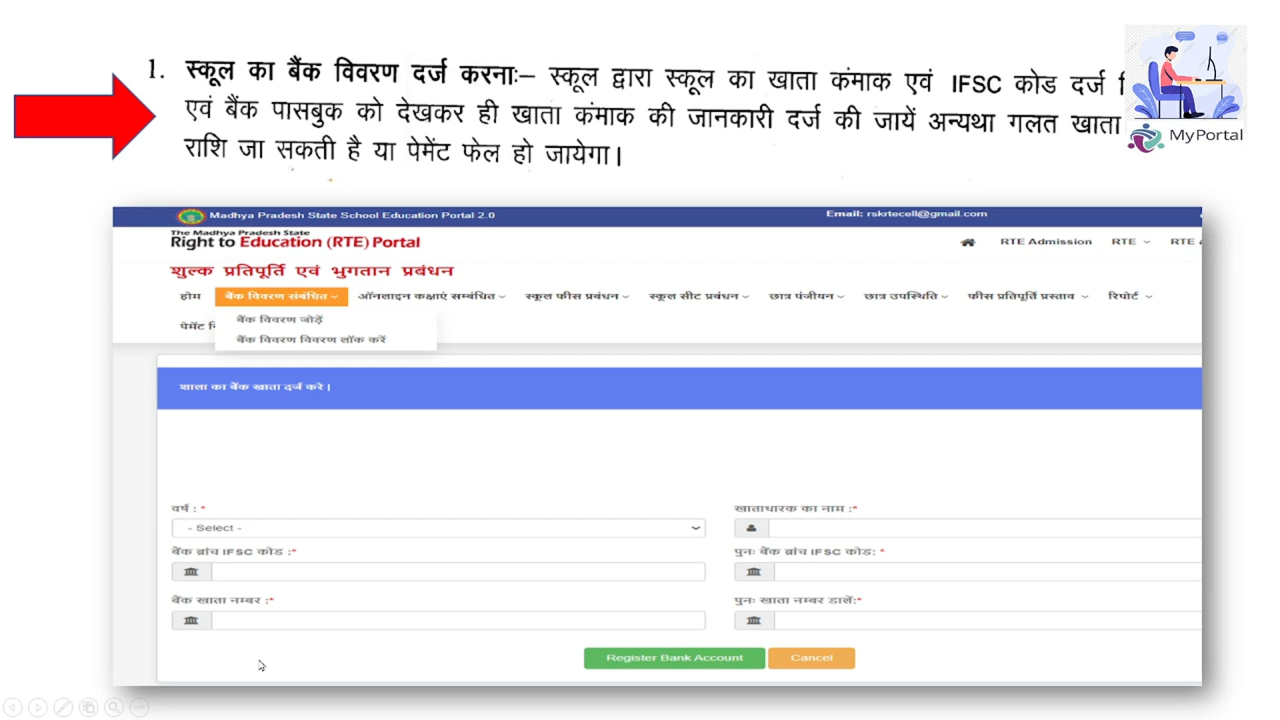 1. स्कूल का बैंक विवरण दर्ज करनाः– स्कूल द्वारा स्कूल का खाता कंमाक एवं IFSC कोड दर्ज
एवं बैंक पासबुक को देखकर ही खाता कंमाक की जानकारी दर्ज की जायें अन्यथा गलत खाता
राशि जा सकती है या पेमेंट फेल हो जायेगा।
MyPortal
Madhya Pradesh State School Education Portal 2.0 Email: rskrtecell@gmail.com
The Madhya Pradesh State
Right to Education (RTE) Portal
RTE Admission RTE RTE
शुल्क प्रतिपूर्ति एवं भुगतान प्रबंधन
होम बैंक विवरण संबंधित ऑनलाइन कक्षाएं सम्बंधित स्कूल फीस प्रबंधन स्कूल सीट प्रबंधन छात्र पंजीयन छात्र उपस्थिति फीस प्रतिपूर्ति प्रस्ताव रिपोर्ट
पेमेंट
बैंक विवरण जोड़ें
बैंक विवरण विवरण लॉक करें
शाला का बैंक खाता दर्ज करे |
वर्ष : * खाताधारक का नाम :*
- Select -
बैंक ब्रांच IFSC कोड :* पुनः बैंक ब्रांच IFSC कोड: *
बैंक खाता नम्बर :* पुनः खाता नम्बर डालें:*
Register Bank Account Cancel